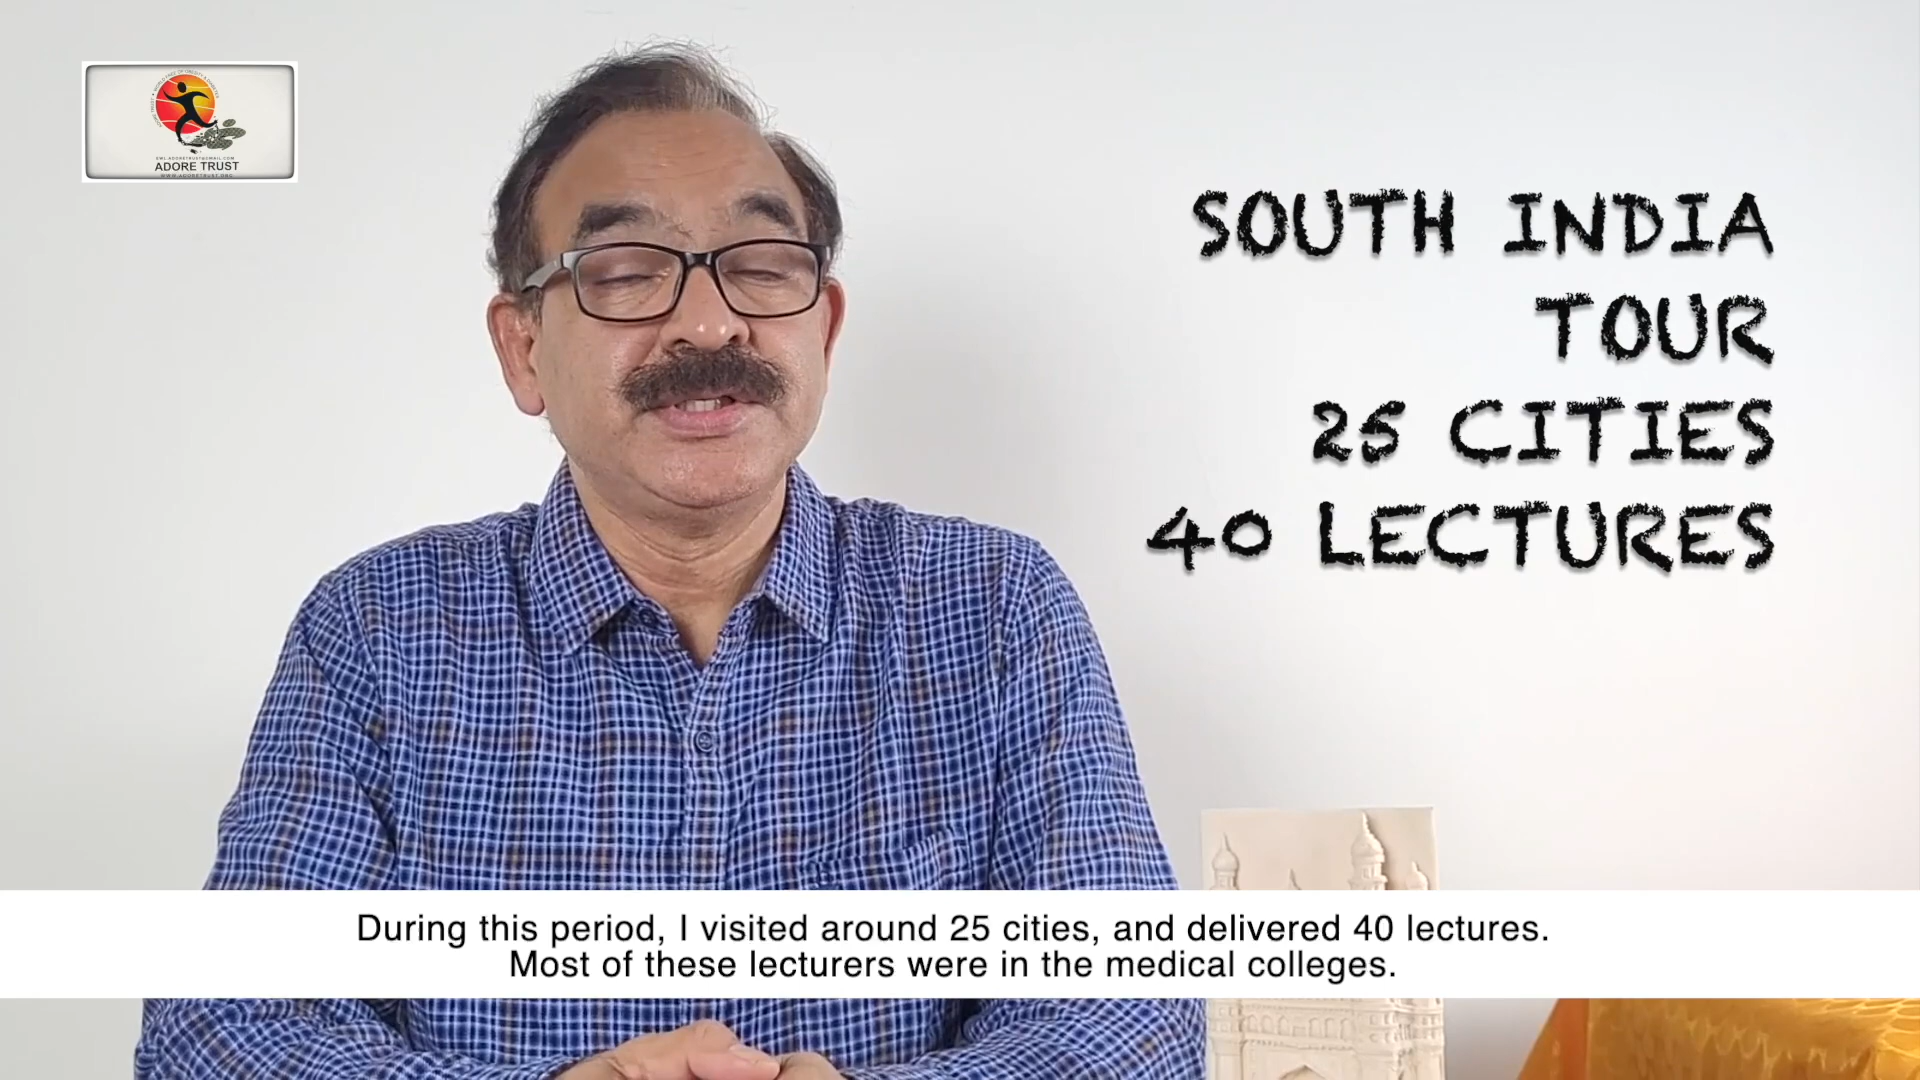 ADORE TRUST
SOUTH INDIA
TOUR
25 CITIES
40 LECTURES
During this period, I visited around 25 cities, and delivered 40 lectures.
Most of these lecturers were in the medical colleges.